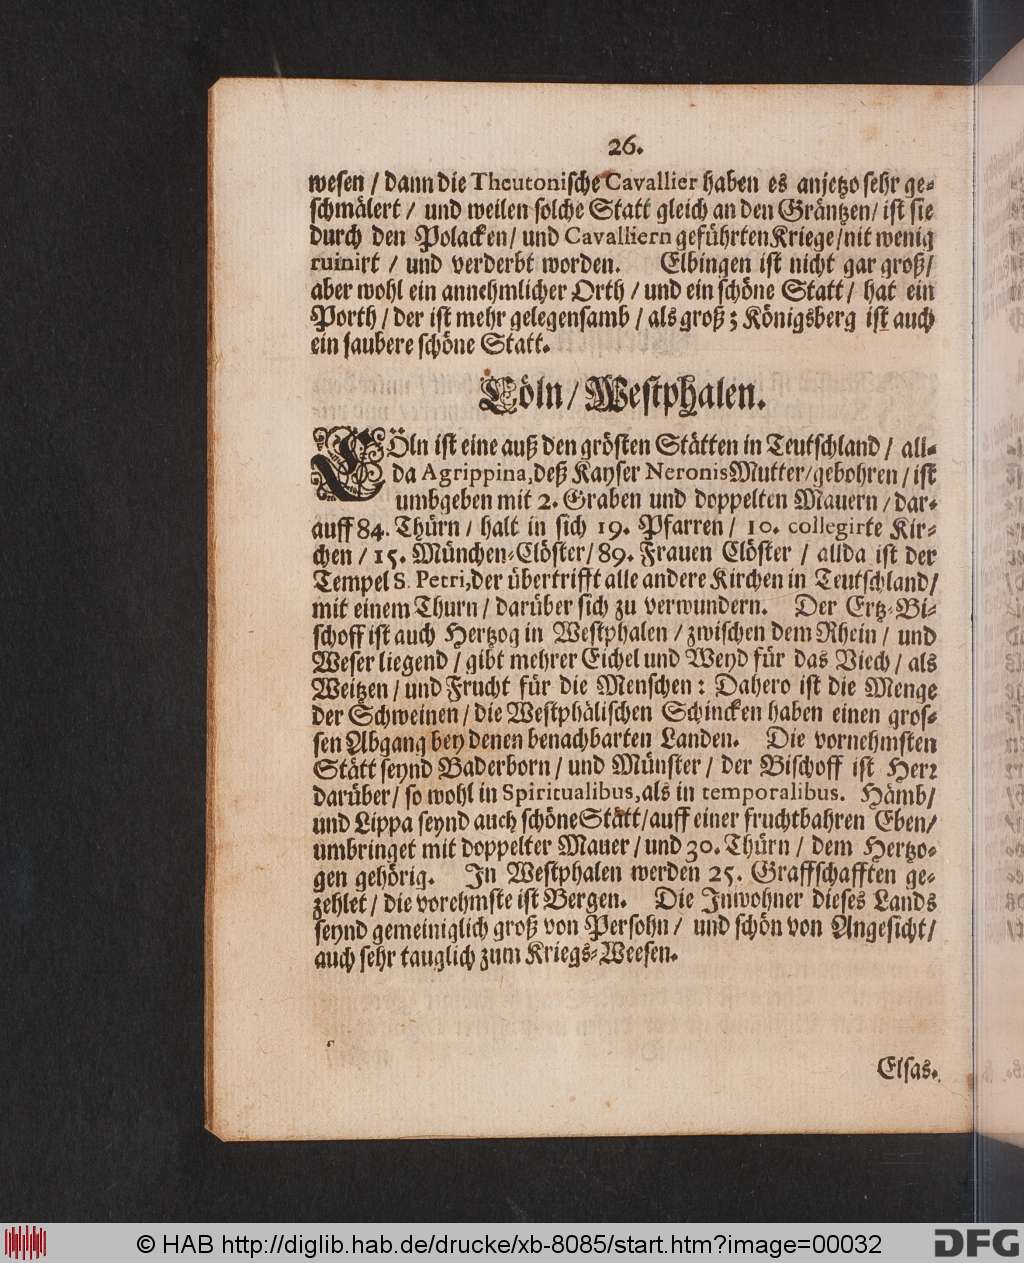 26.
wesen / dann die Theutonische Cavallier haben es anjetzo sehr ge-
schmälert / und weilen solche Statt gleich an den Gräntzen / ist sie
durch den Polacken / und Cavalliern geführten Kriege / nit wenig
ruinirt / und verderbt worden. Elbingen ist nicht gar groß /
aber wohl ein annehmlicher Orth / und ein schöne Statt / hat ein
Porth / der ist mehr gelegensamb / als groß ; Königsberg ist auch
ein saubere schöne Statt.
Cöln / Westphalen.
CÖln ist eine auß den grösten Stätten in Teutschland / all-
da Agrippina, deß Kayser Neronis Mutter / gebohren / ist
umbgeben mit 2. Graben und doppelten Mauern / dar-
auff 84. Thürn / halt in sich 19. Pfarren / 10. collegirte Kir-
chen / 15. München-Clöster / 89. Frauen Clöster / allda ist der
Tempel S. Petri, der übertrifft alle andere Kirchen in Teutschland /
mit einem Thurn / darüber sich zu verwundern. Der Ertz-Bi-
schoff ist auch Hertzog in Westphalen / zwischen dem Rhein / und
Weser liegend / gibt mehrer Eichel und Weyd für das Viech / als
Weitzen / und Frucht für die Menschen : Dahero ist die Menge
der Schweinen / die Westphälischen Schincken haben einen gros-
sen Abgang bey denen benachbarten Landen. Die vornehmsten
Stätt seynd Baderborn / und Münster / der Bischoff ist Herr
darüber / so wohl in Spiritualibus, als in temporalibus. Hämb /
und Lippa seynd auch schöne Stätt / auff einer fruchtbahren Eben /
umbringet mit doppelter Mauer / und 30. Thürn / dem Hertzo-
gen gehörig. In Westphalen werden 25. Graffschafften ge-
zehlet / die vorehmste ist Bergen. Die Inwohner dieses Lands
seynd gemeiniglich groß von Persohn / und schön von Angesicht /
auch sehr tauglich zum Kriegs-Weesen.
Elsas.
© HAB http://diglib.hab.de/drucke/xb-8085/start.htm?image=00032
DFG